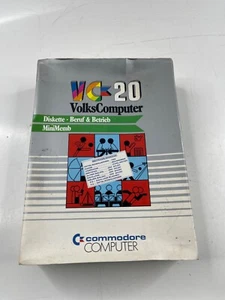 VC 20
VolksComputer
Diskette - Beruf & Betrieb
MiniMemb
commodore
COMPUTER